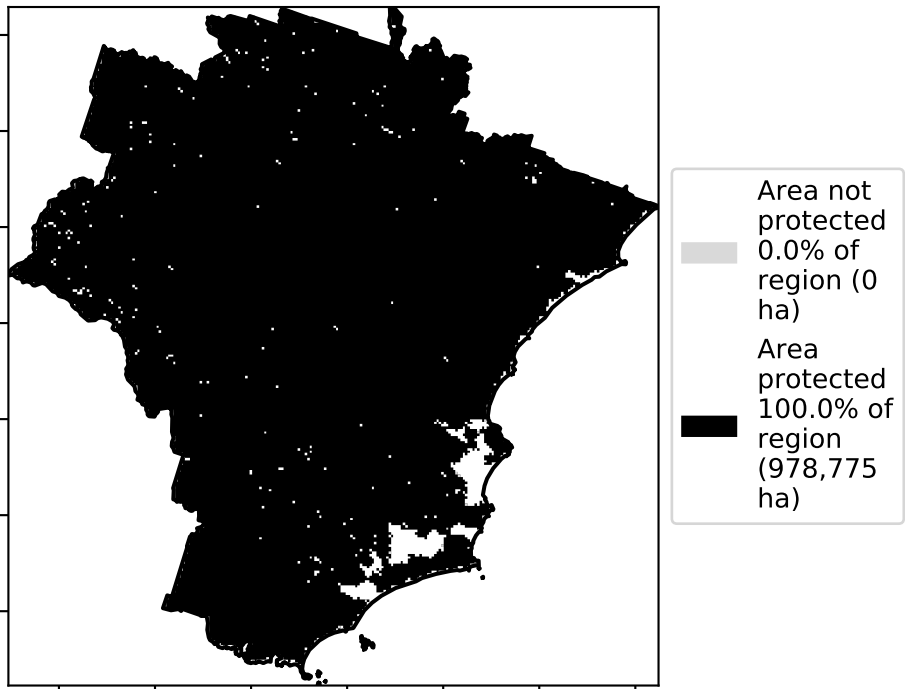 Area not
protected
0.0% of
region (0
ha)
Area
protected
100.0% of
region
(978,775
ha)